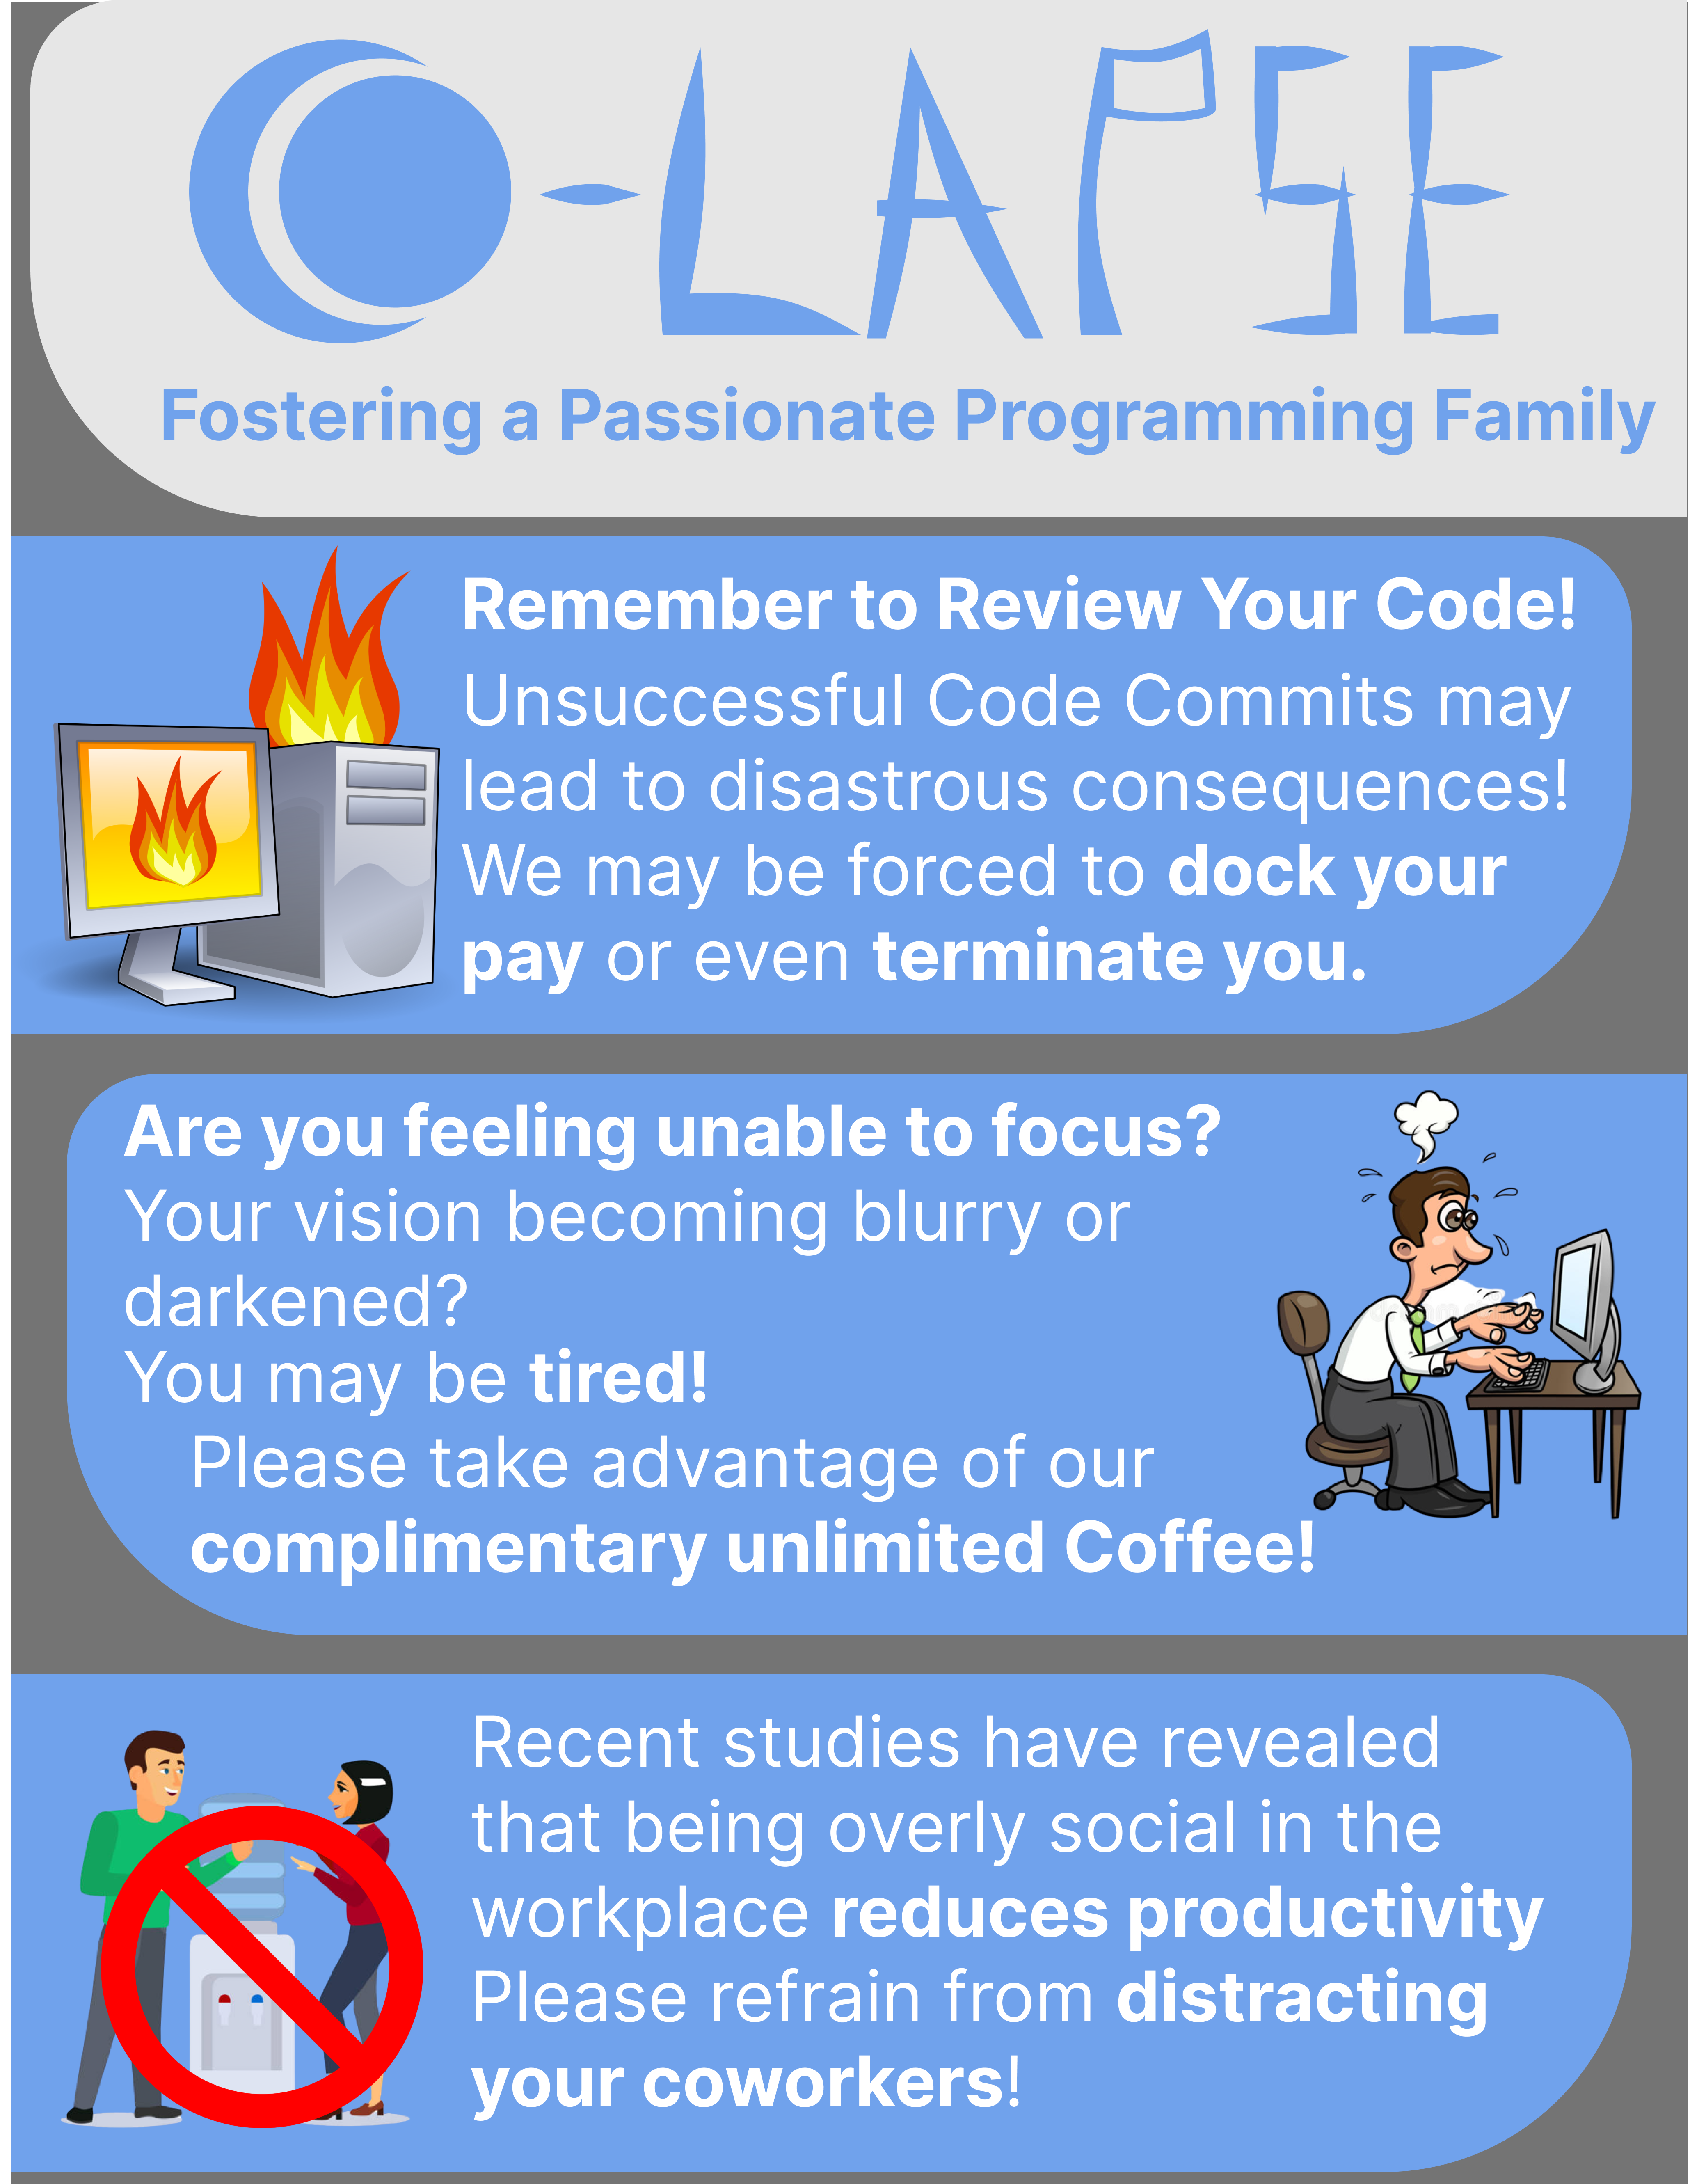 CO-LAPSE
Fostering a Passionate Programming Family
Remember to Review Your Code!
Unsuccessful Code Commits may
lead to disastrous consequences!
We may be forced to dock your
pay or even terminate you.
Are you feeling unable to focus?
Your vision becoming blurry or
darkened?
You may be tired!
Please take advantage of our
complimentary unlimited Coffee!
Recent studies have revealed
that being overly social in the
workplace reduces productivity
Please refrain from distracting
your coworkers!